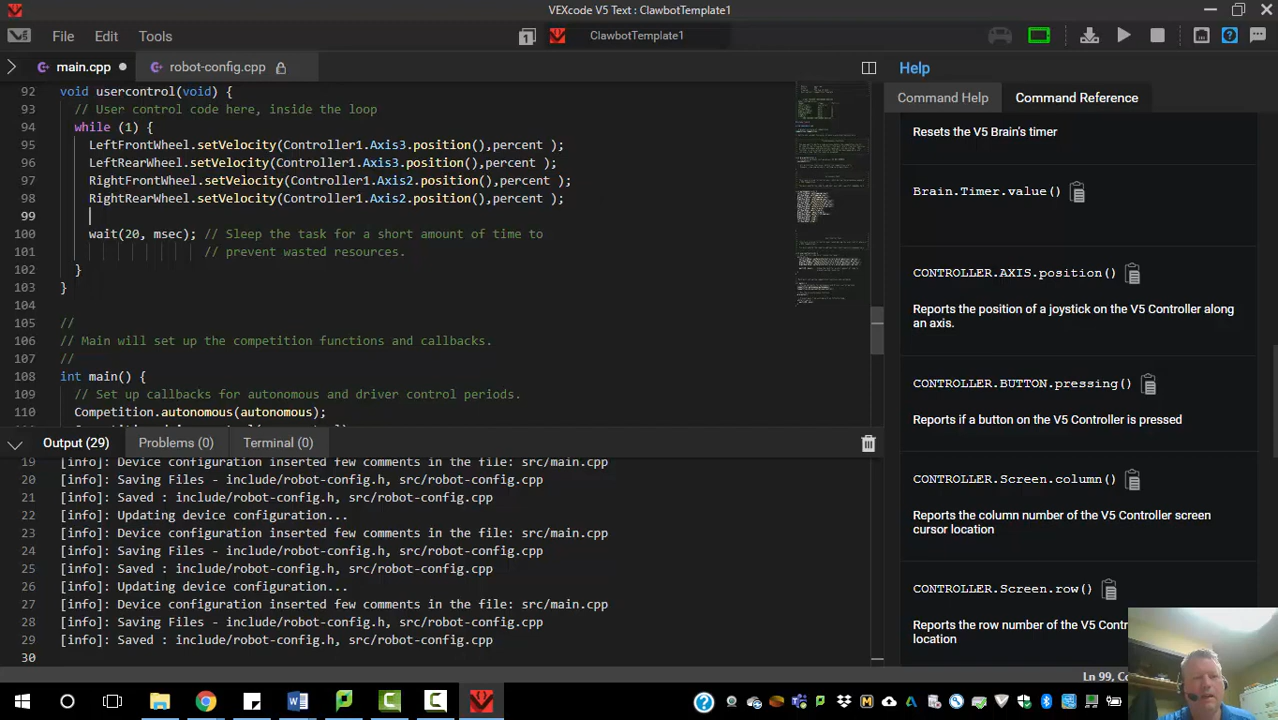 VEXcode V5 Text : ClawbotTemplate1
File Edit Tools
1
ClawbotTemplate1
main.cpp
robot-config.cpp
Help
Command Help
Command Reference
92 void usercontrol(void) {
93 // User control code here, inside the loop
94 while (1) {
95 LeftFrontWheel.setVelocity(Controller1.Axis3.position(),percent );
96 LeftRearWheel.setVelocity(Controller1.Axis3.position(),percent );
97 RightFrontWheel.setVelocity(Controller1.Axis2.position(),percent );
98 RightRearWheel.setVelocity(Controller1.Axis2.position(),percent );
99
100 wait(20, msec); // Sleep the task for a short amount of time to
101 // prevent wasted resources.
102 }
103 }
104
105 //
106 // Main will set up the competition functions and callbacks.
107 //
108 int main() {
109 // Set up callbacks for autonomous and driver control periods.
110 Competition.autonomous(autonomous);
Output (29)
Problems (0)
Terminal (0)
19 [info]: Device configuration inserted few comments in the file: src/main.cpp
20 [info]: Saving Files - include/robot-config.h, src/robot-config.cpp
21 [info]: Saved : include/robot-config.h, src/robot-config.cpp
22 [info]: Updating device configuration...
23 [info]: Device configuration inserted few comments in the file: src/main.cpp
24 [info]: Saving Files - include/robot-config.h, src/robot-config.cpp
25 [info]: Saved : include/robot-config.h, src/robot-config.cpp
26 [info]: Updating device configuration...
27 [info]: Device configuration inserted few comments in the file: src/main.cpp
28 [info]: Saving Files - include/robot-config.h, src/robot-config.cpp
29 [info]: Saved : include/robot-config.h, src/robot-config.cpp
30
Resets the V5 Brain's timer
Brain.Timer.value()
CONTROLLER.AXIS.position()
Reports the position of a joystick on the V5 Controller along
an axis.
CONTROLLER.BUTTON.pressing()
Reports if a button on the V5 Controller is pressed
CONTROLLER.Screen.column()
Reports the column number of the V5 Controller screen
cursor location
CONTROLLER.Screen.row()
Reports the row number of the V5 Contr
location
Ln 99, Co